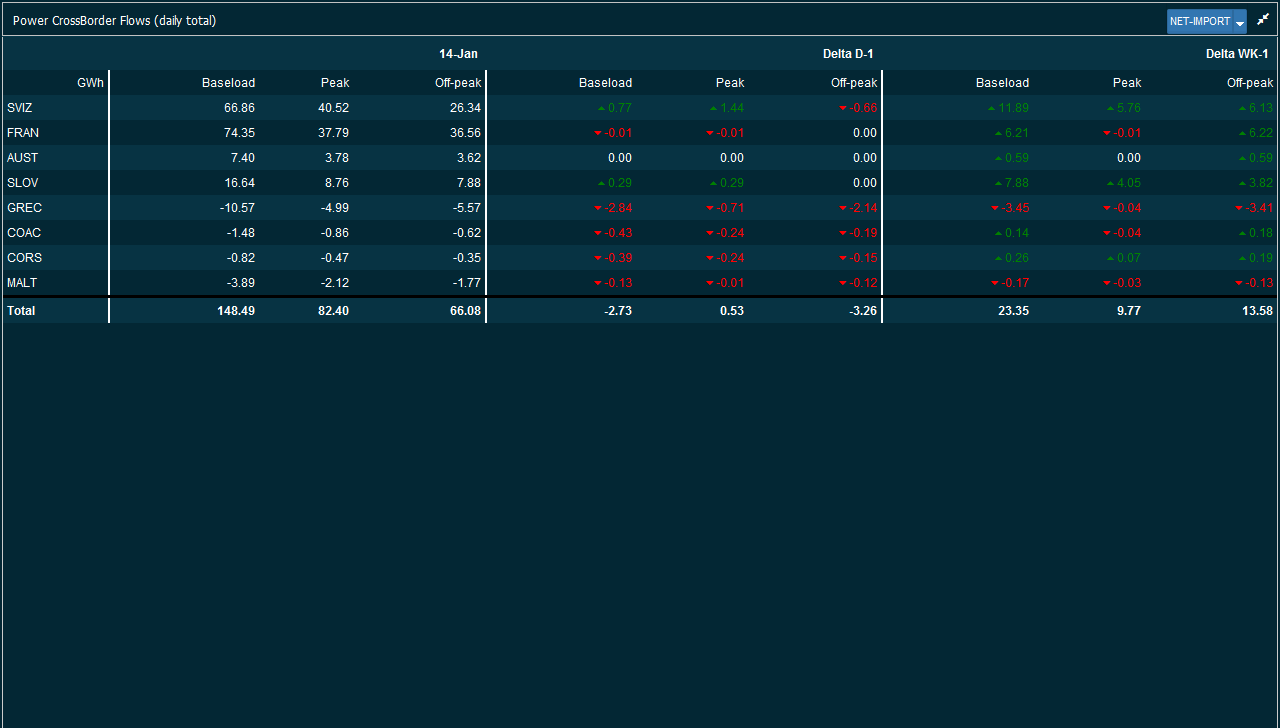 Power CrossBorder Flows (daily total) NET-IMPORT
14-Jan Delta D-1 Delta WK-1
GWh Baseload Peak Off-peak Baseload Peak Off-peak Baseload Peak Off-peak
SVIZ 66.86 40.52 26.34 0.77 1.44 -0.66 11.89 5.76 6.13
FRAN 74.35 37.79 36.56 -0.01 -0.01 0.00 6.21 -0.01 6.22
AUST 7.40 3.78 3.62 0.00 0.00 0.00 0.59 0.00 0.59
SLOV 16.64 8.76 7.88 0.29 0.29 0.00 7.88 4.05 3.82
GREC -10.57 -4.99 -5.57 -2.84 -0.71 -2.14 -3.45 -0.04 -3.41
COAC -1.48 -0.86 -0.62 -0.43 -0.24 -0.19 0.14 -0.04 0.18
CORS -0.82 -0.47 -0.35 -0.39 -0.24 -0.15 0.26 0.07 0.19
MALT -3.89 -2.12 -1.77 -0.13 -0.01 -0.12 -0.17 -0.03 -0.13
Total 148.49 82.40 66.08 -2.73 0.53 -3.26 23.35 9.77 13.58